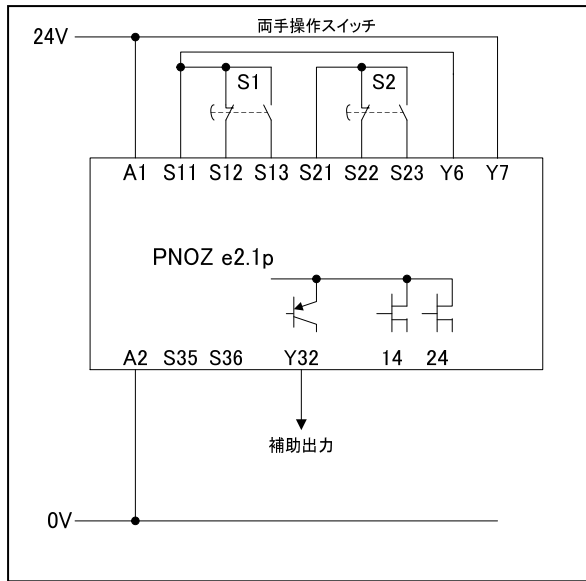 両手操作スイッチ
24V
S1 S2
A1 S11 S12 S13 S21 S22 S23 Y6 Y7
PNOZ e2.1p
A2 S35 S36 Y32 14 24
補助出力
0V